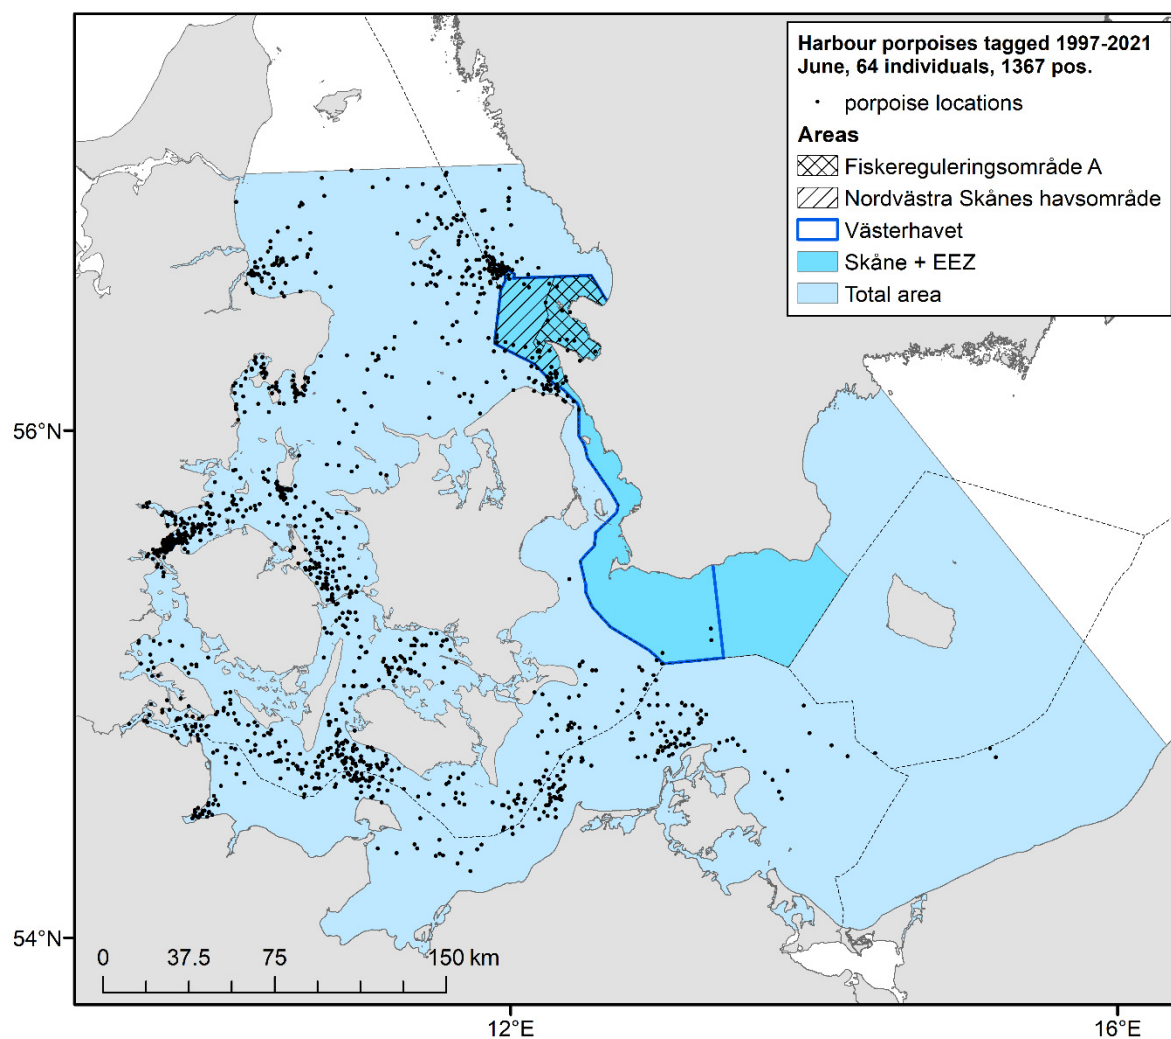 Harbour porpoises tagged 1997-2021
June, 64 individuals, 1367 pos.
porpoise locations
Areas
Fiskereguleringsområde A
Nordvästra Skånes havsområde
Västerhavet
Skåne + EEZ
Total area
56°N
54°N
0 37.5 75 150 km
12°E 16°E